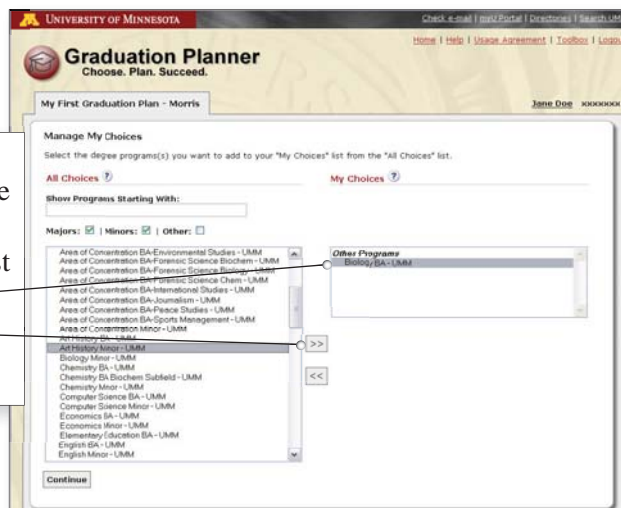 UNIVERSITY OF MINNESOTA
Check e-mail | myU Portal | Directories | Search UM
Home | Help | Usage Agreement | Toolbox | Logou
Graduation Planner
Choose. Plan. Succeed.
My First Graduation Plan - Morris
Jane Doe xxxxxxx
Manage My Choices
Select the degree programs(s) you want to add to your "My Choices" list from the "All Choices" list.
All Choices ?
My Choices ?
Show Programs Starting With:
Majors: | Minors: | Other:
Area of Concentration BA-Environmental Studies - UMM
Area of Concentration BA-Forensic Science Biochem - UMM
Area of Concentration BA-Forensic Science Biology - UMM
Area of Concentration BA-Forensic Science Chem - UMM
Area of Concentration BA-International Studies - UMM
Area of Concentration BA-Journalism - UMM
Area of Concentration BA-Peace Studies - UMM
Area of Concentration BA-Sports Management - UMM
Area of Concentration Minor - UMM
Art History BA - UMM
Art History Minor - UMM
Biology Minor - UMM
Chemistry BA - UMM
Chemistry BA Biochem Subfield - UMM
Chemistry Minor - UMM
Computer Science BA - UMM
Computer Science Minor - UMM
Economics BA - UMM
Economics Minor - UMM
Elementary Education BA - UMM
English BA - UMM
English Minor - UMM
Other Programs
Biology BA - UMM
>>
<<
Continue